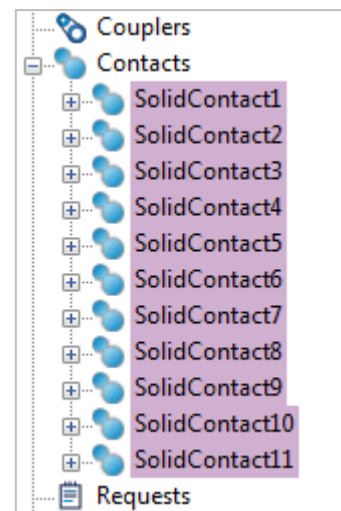 Couplers
Contacts
SolidContact1
SolidContact2
SolidContact3
SolidContact4
SolidContact5
SolidContact6
SolidContact7
SolidContact8
SolidContact9
SolidContact10
SolidContact11
Requests